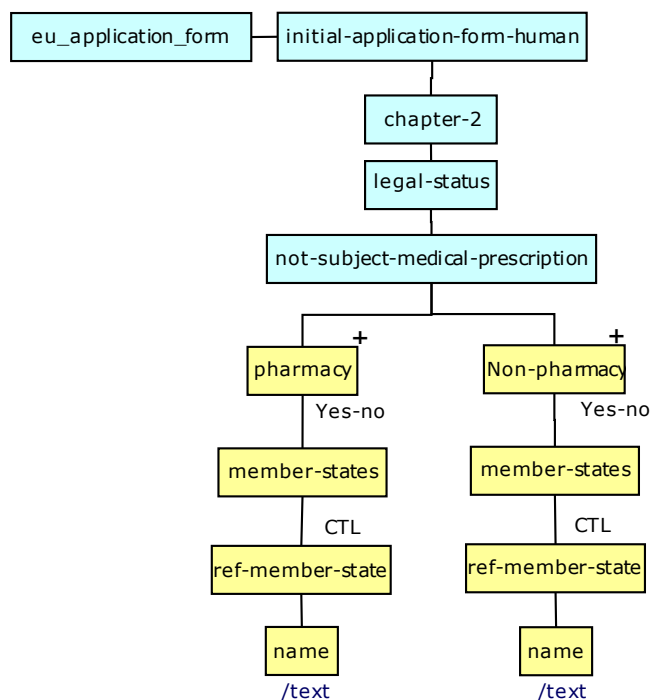 eu_application_form
initial-application-form-human
chapter-2
legal-status
not-subject-medical-prescription
+
+
pharmacy
Non-pharmacy
Yes-no
Yes-no
member-states
member-states
CTL
CTL
ref-member-state
ref-member-state
name
name
/text
/text